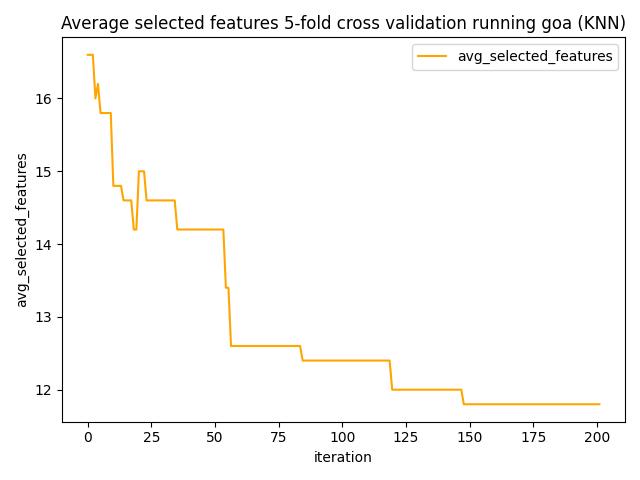 Average selected features 5-fold cross validation running goa (KNN)
avg_selected_features
16
15
14
13
12
avg_selected_features
0 25 50 75 100 125 150 175 200
iteration